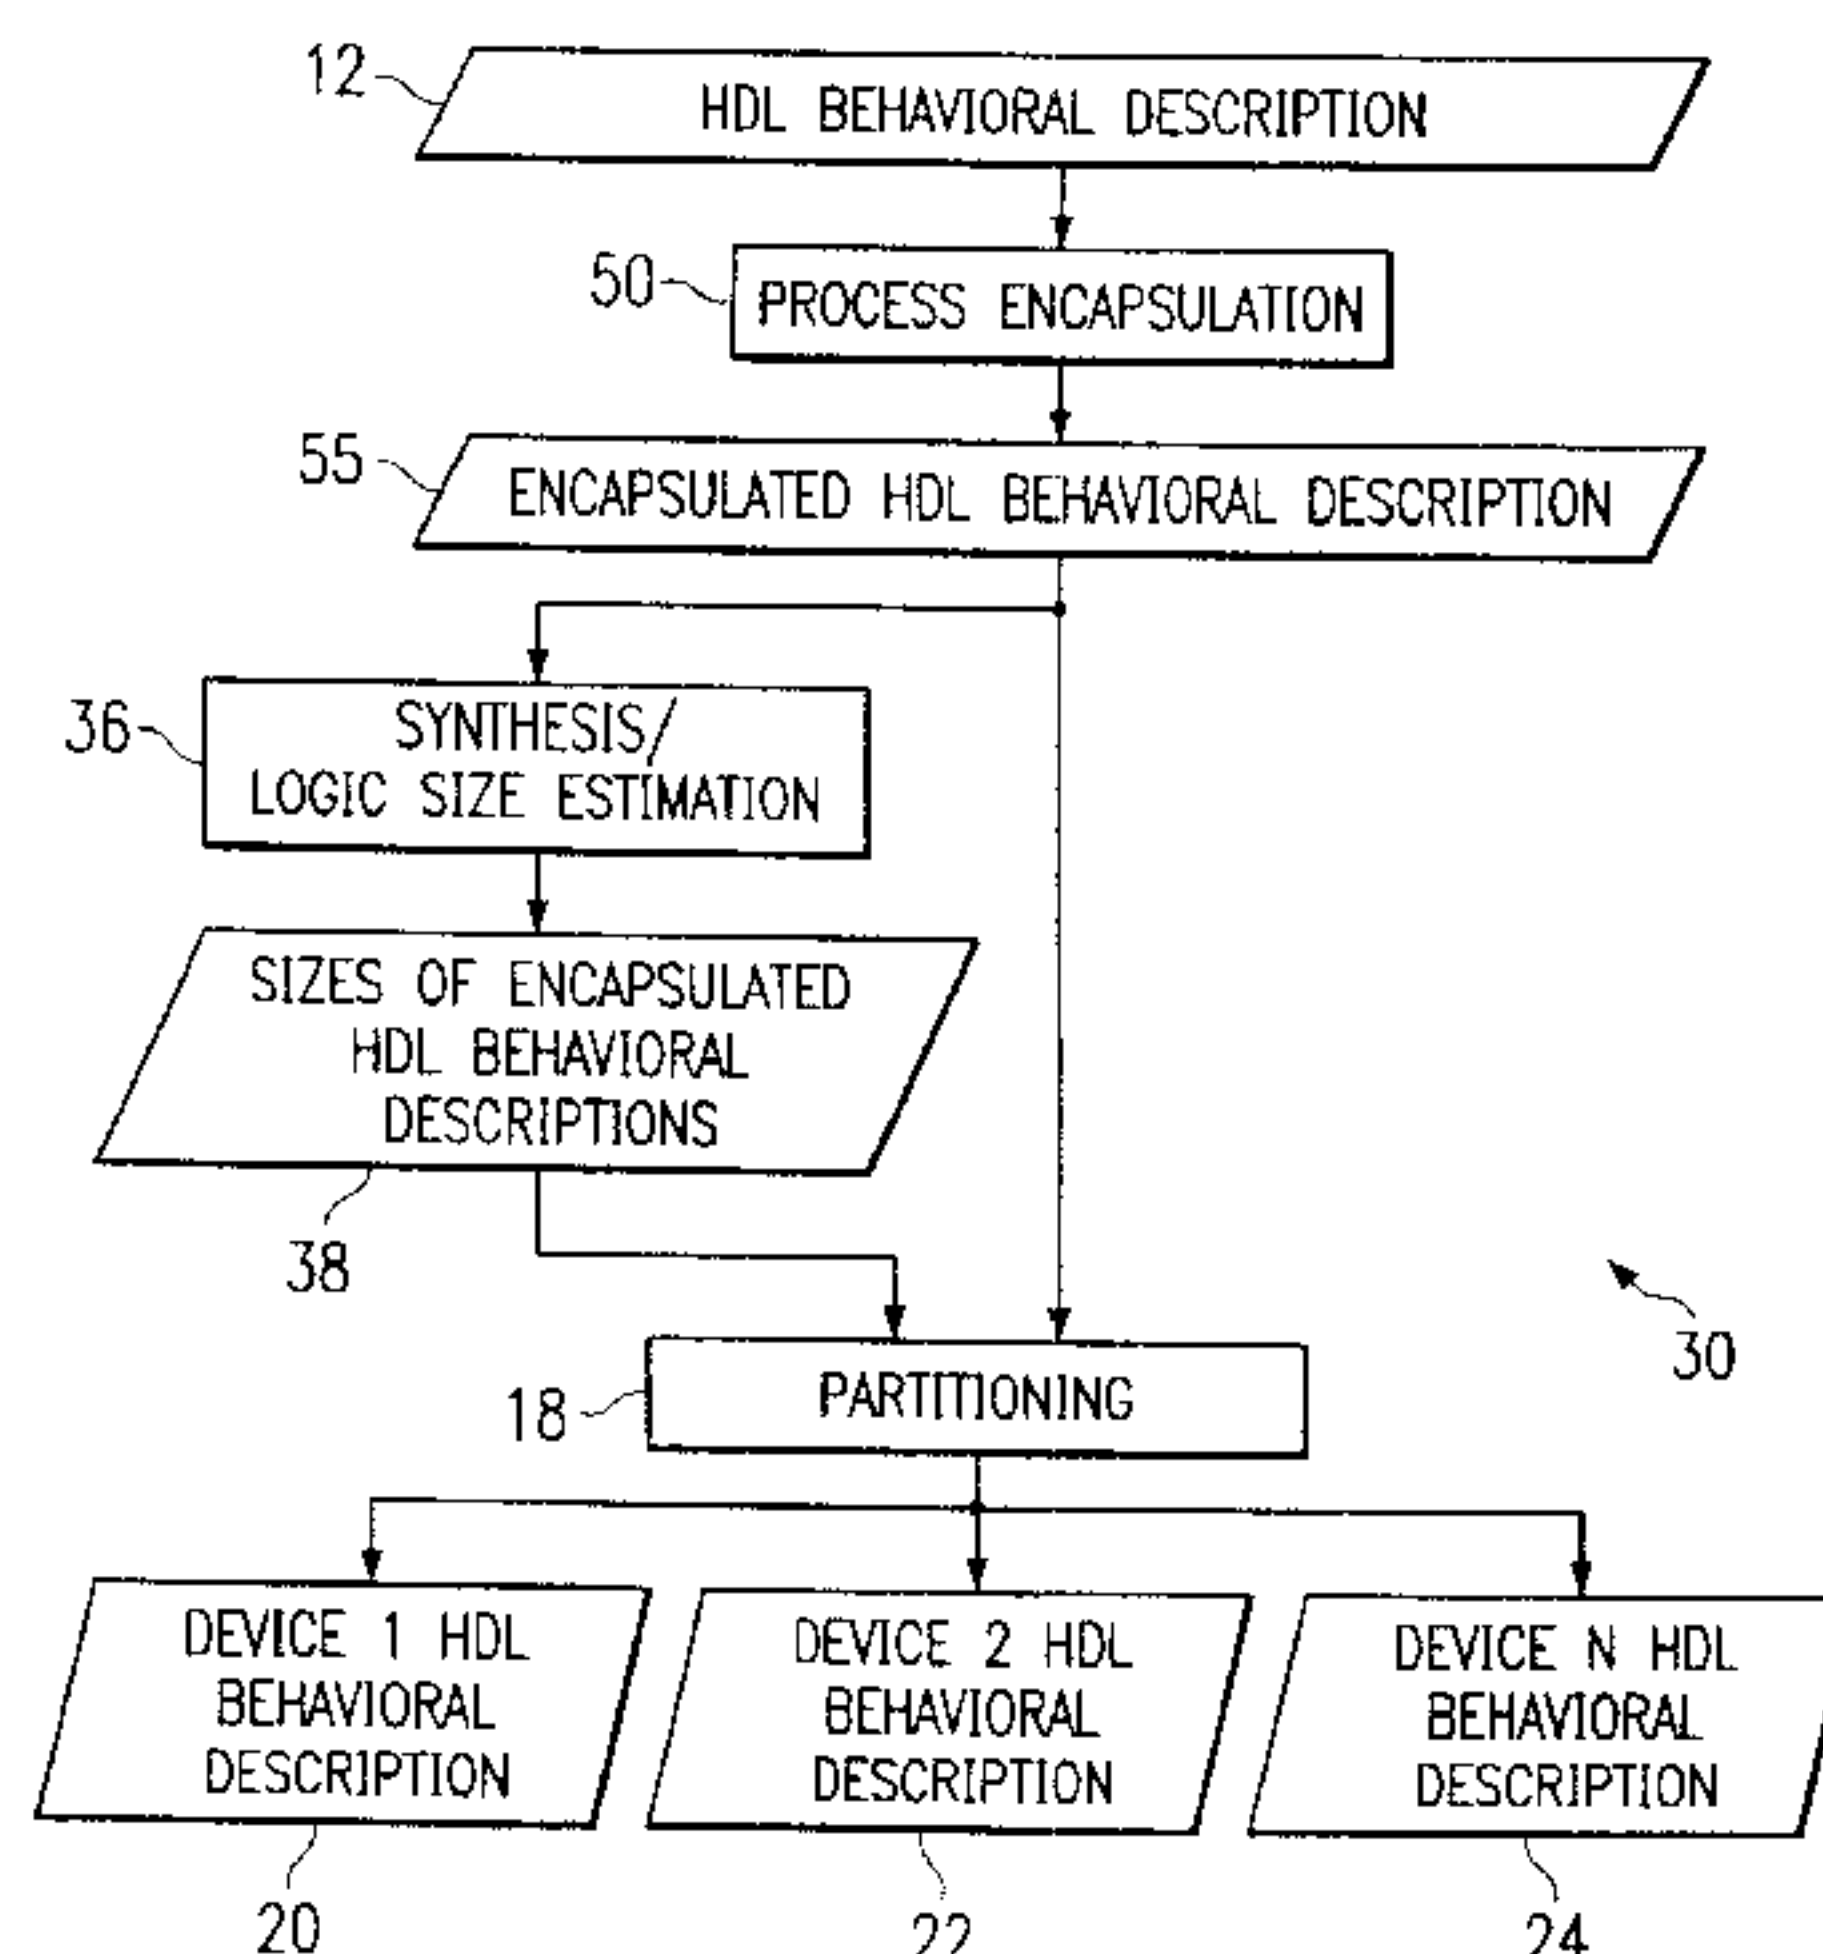 12
HDL BEHAVIORAL DESCRIPTION
50
PROCESS ENCAPSULATION
55
ENCAPSULATED HDL BEHAVIORAL DESCRIPTION
36
SYNTHESIS/
LOGIC SIZE ESTIMATION
SIZES OF ENCAPSULATED
HDL BEHAVIORAL
DESCRIPTIONS
38
30
18
PARTITIONING
DEVICE 1 HDL
BEHAVIORAL
DESCRIPTION
DEVICE 2 HDL
BEHAVIORAL
DESCRIPTION
DEVICE N HDL
BEHAVIORAL
DESCRIPTION
20
22
24